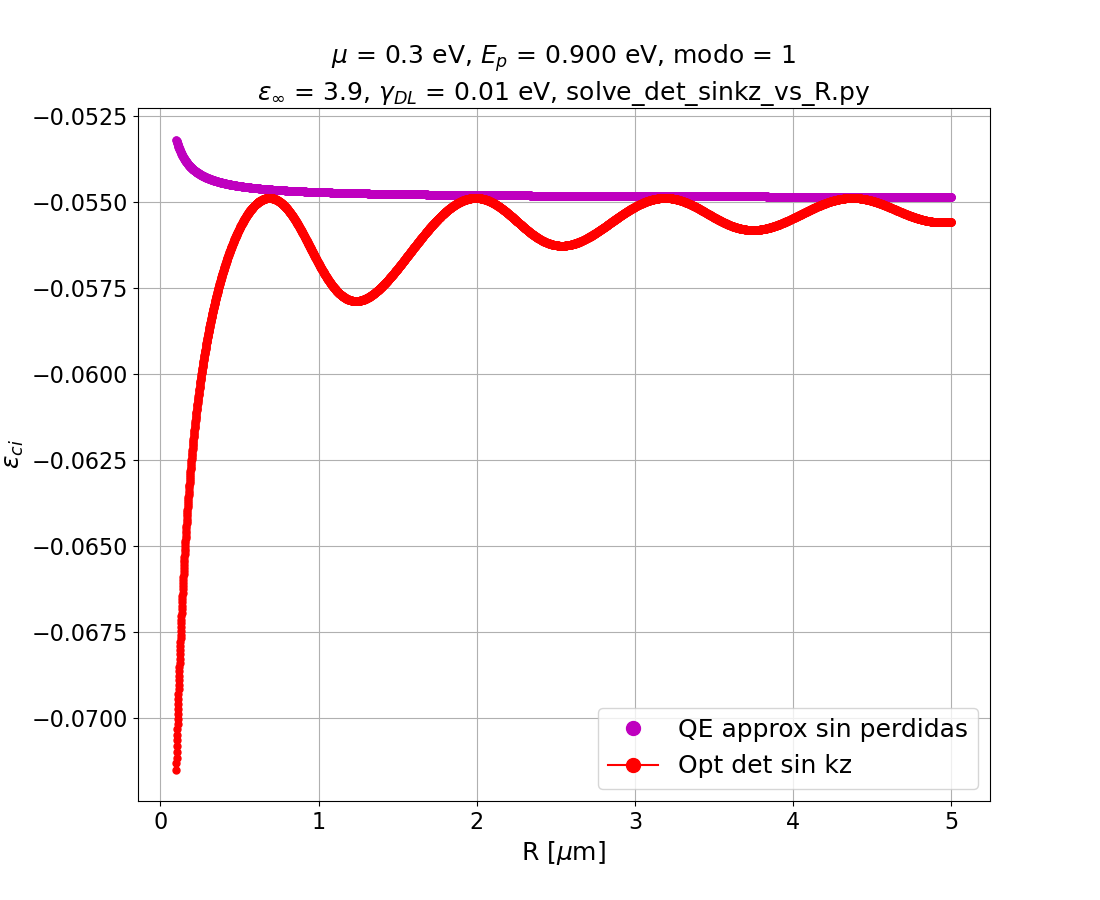 μ = 0.3 eV, E_p = 0.900 eV, modo = 1
ε_∞ = 3.9, γ_DL = 0.01 eV, solve_det_sinkz_vs_R.py
−0.0525
−0.0550
−0.0575
−0.0600
−0.0625
−0.0650
−0.0675
−0.0700
ε_ci
QE approx sin perdidas
Opt det sin kz
0 1 2 3 4 5
R [μm]